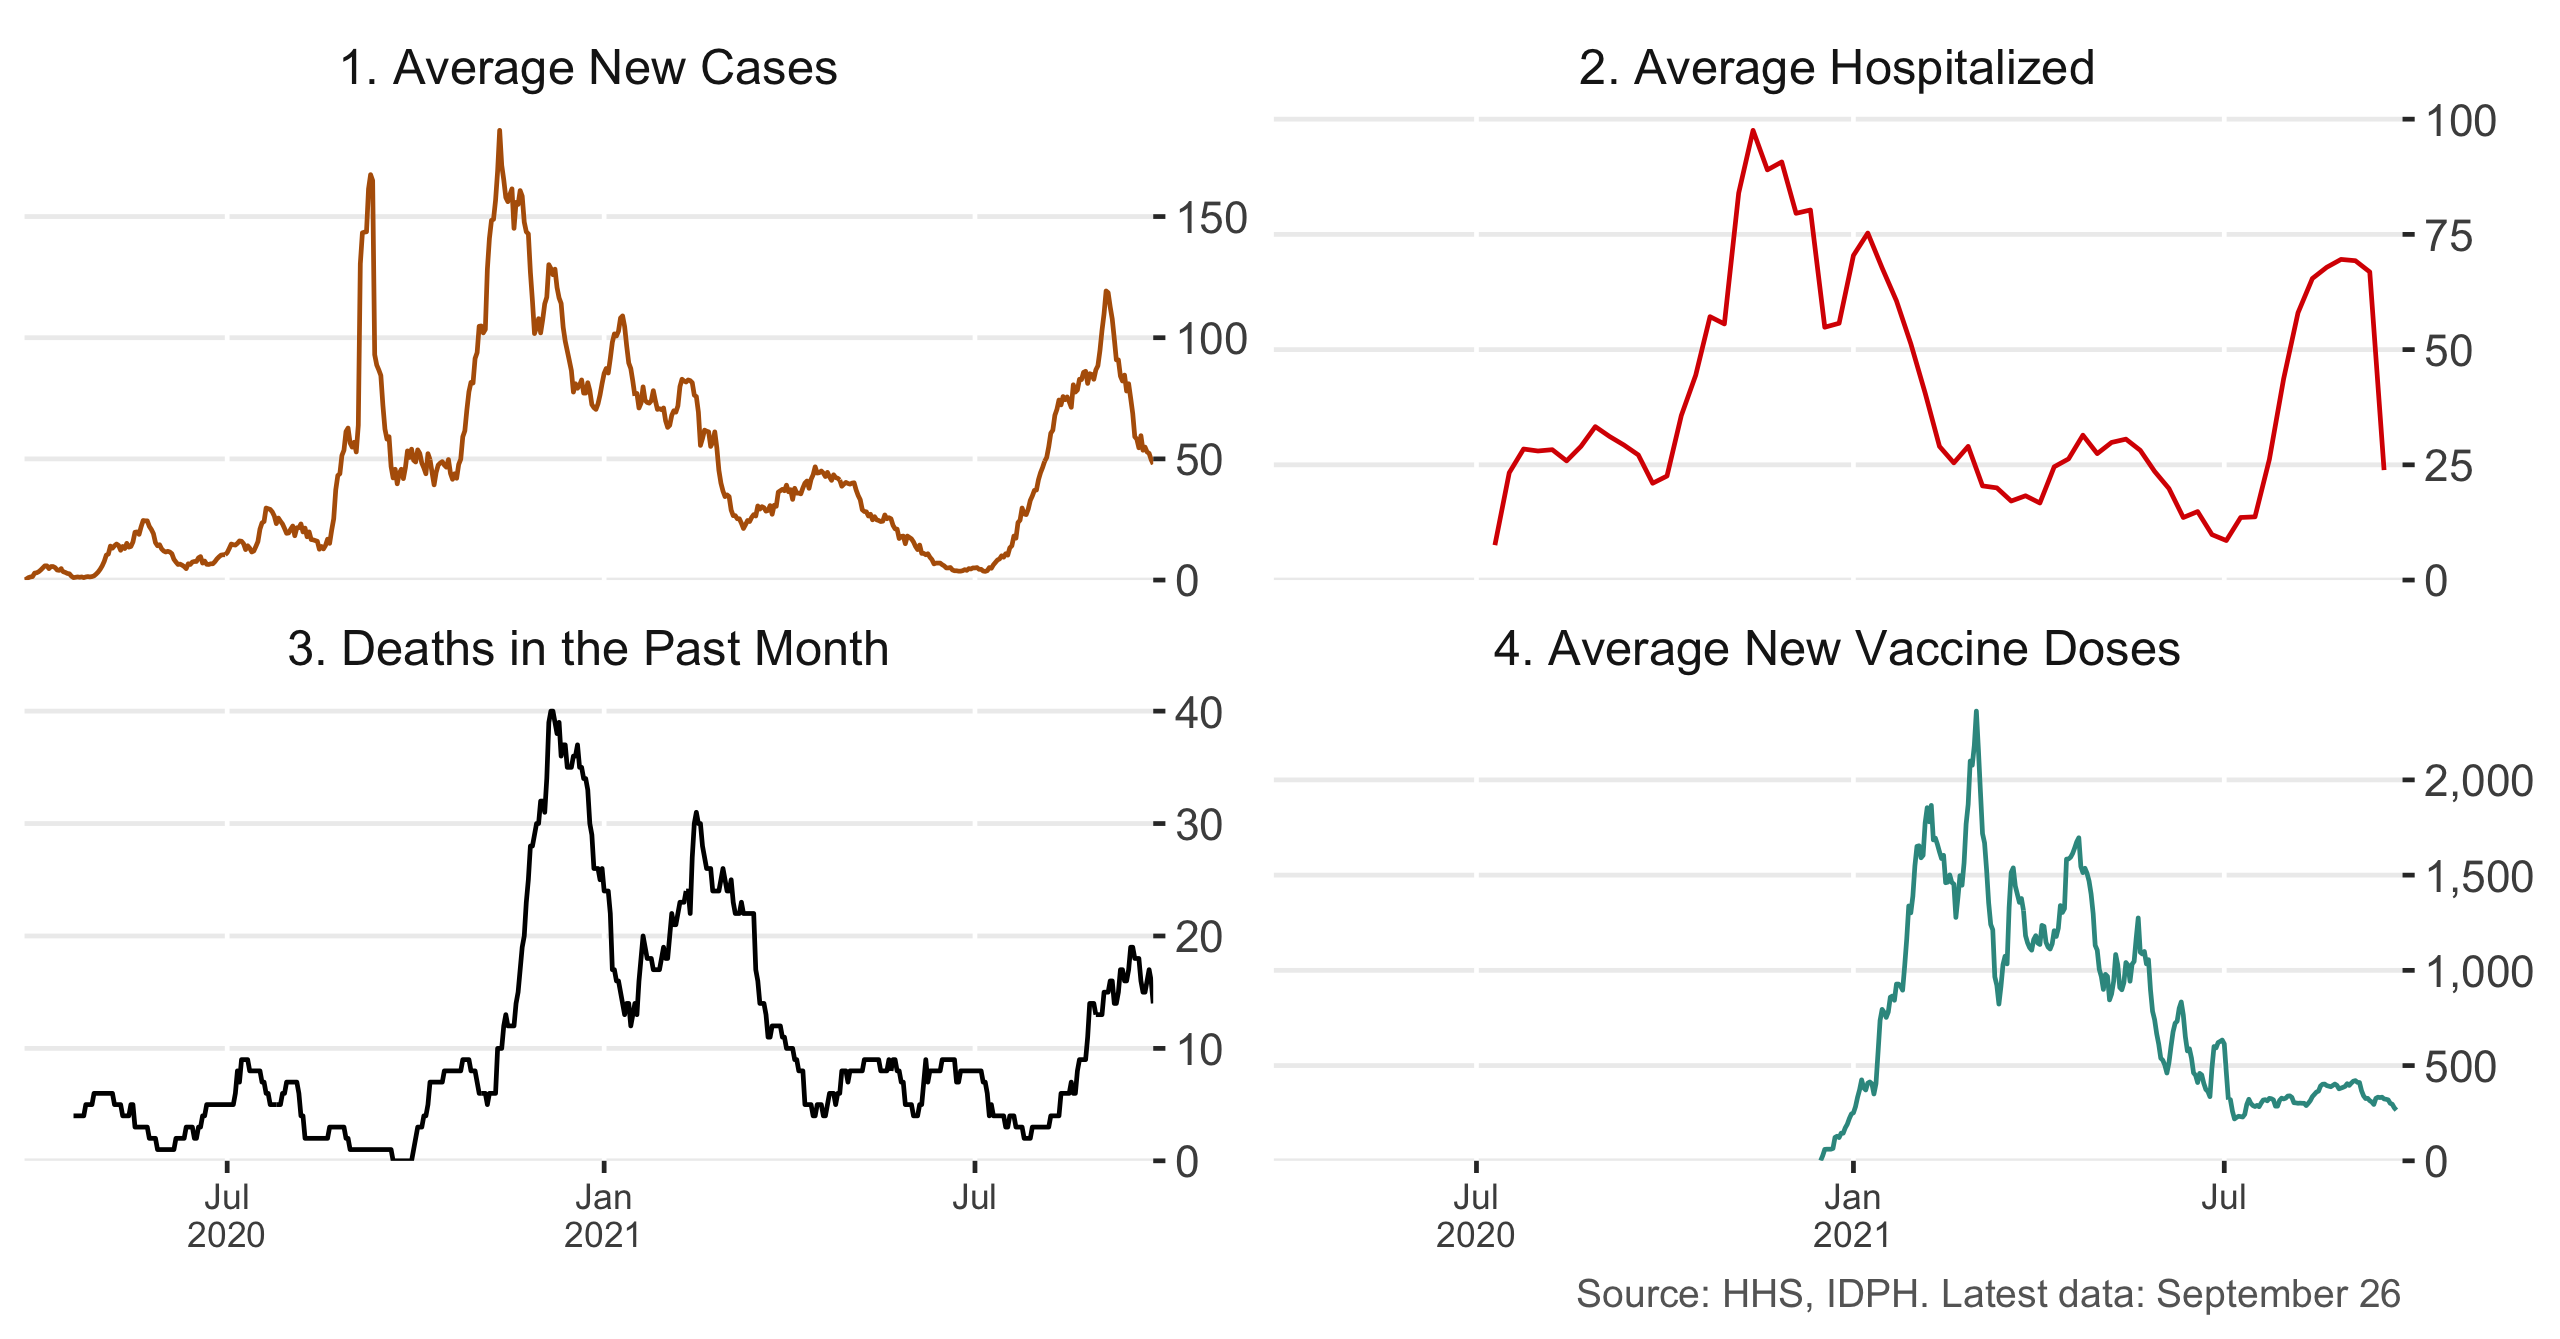 1. Average New Cases
2. Average Hospitalized
150
100
50
0
100
75
50
25
0
3. Deaths in the Past Month
4. Average New Vaccine Doses
40
30
20
10
0
2,000
1,500
1,000
500
0
Jul
2020
Jan
2021
Jul
Jul
2020
Jan
2021
Jul
Source: HHS, IDPH. Latest data: September 26